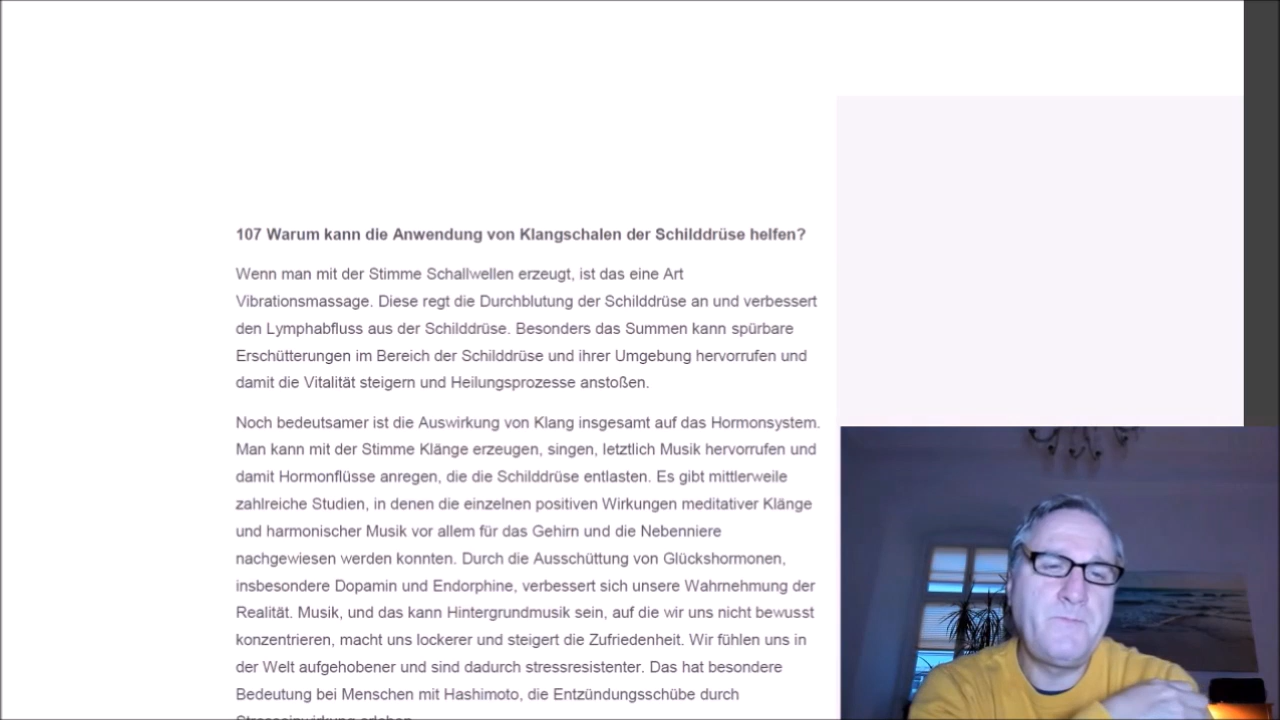 107 Warum kann die Anwendung von Klangschalen der Schilddrüse helfen?
Wenn man mit der Stimme Schallwellen erzeugt, ist das eine Art
Vibrationsmassage. Diese regt die Durchblutung der Schilddrüse an und verbessert
den Lymphabfluss aus der Schilddrüse. Besonders das Summen kann spürbare
Erschütterungen im Bereich der Schilddrüse und ihrer Umgebung hervorrufen und
damit die Vitalität steigern und Heilungsprozesse anstoßen.
Noch bedeutsamer ist die Auswirkung von Klang insgesamt auf das Hormonsystem.
Man kann mit der Stimme Klänge erzeugen, singen, letztlich Musik hervorrufen und
damit Hormonflüsse anregen, die die Schilddrüse entlasten. Es gibt mittlerweile
zahlreiche Studien, in denen die einzelnen positiven Wirkungen meditativer Klänge
und harmonischer Musik vor allem für das Gehirn und die Nebenniere
nachgewiesen werden konnten. Durch die Ausschüttung von Glückshormonen,
insbesondere Dopamin und Endorphine, verbessert sich unsere Wahrnehmung der
Realität. Musik, und das kann Hintergrundmusik sein, auf die wir uns nicht bewusst
konzentrieren, macht uns lockerer und steigert die Zufriedenheit. Wir fühlen uns in
der Welt aufgehobener und sind dadurch stressresistenter. Das hat besondere
Bedeutung bei Menschen mit Hashimoto, die Entzündungsschübe durch